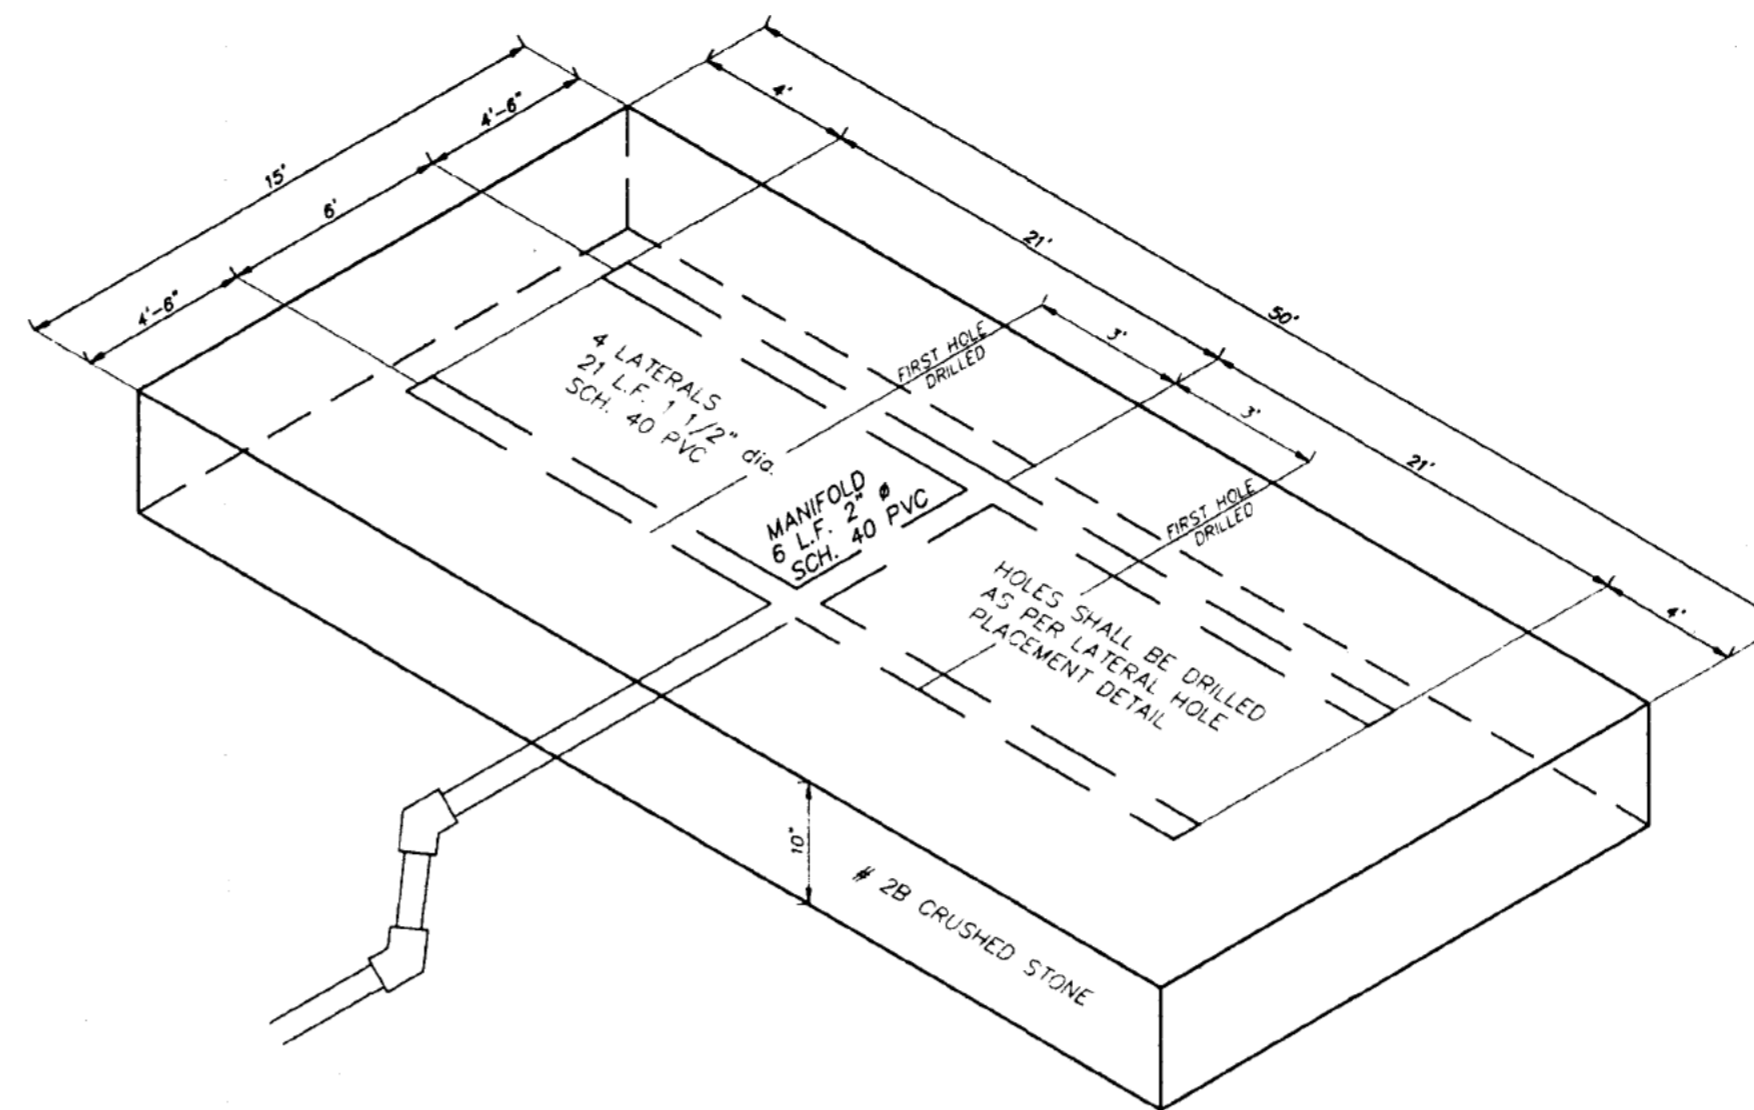 15'
4'-6"
6'
4'-6"
4'
21'
50'
21'
4'
3'
3'
FIRST HOLE
DRILLED
FIRST HOLE
DRILLED
4 LATERALS
21 L.F. 1 1/2" dia.
SCH. 40 PVC
MANIFOLD
6 L.F. 2" ø
SCH. 40 PVC
HOLES SHALL BE DRILLED
AS PER LATERAL HOLE
PLACEMENT DETAIL
10"
# 2B CRUSHED STONE